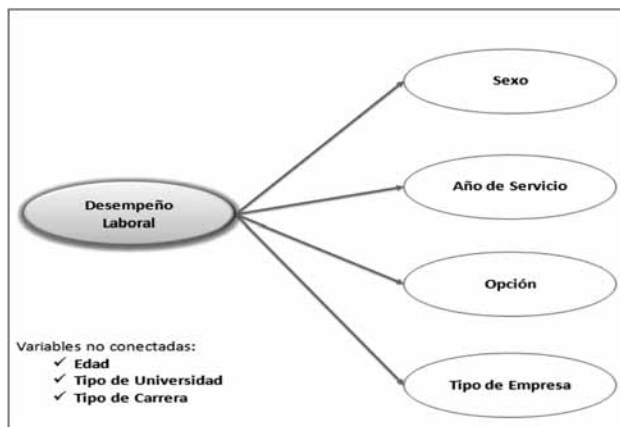 Sexo
Año de Servicio
Desempeño
Laboral
Opción
Tipo de Empresa
Variables no conectadas:
✓ Edad
✓ Tipo de Universidad
✓ Tipo de Carrera